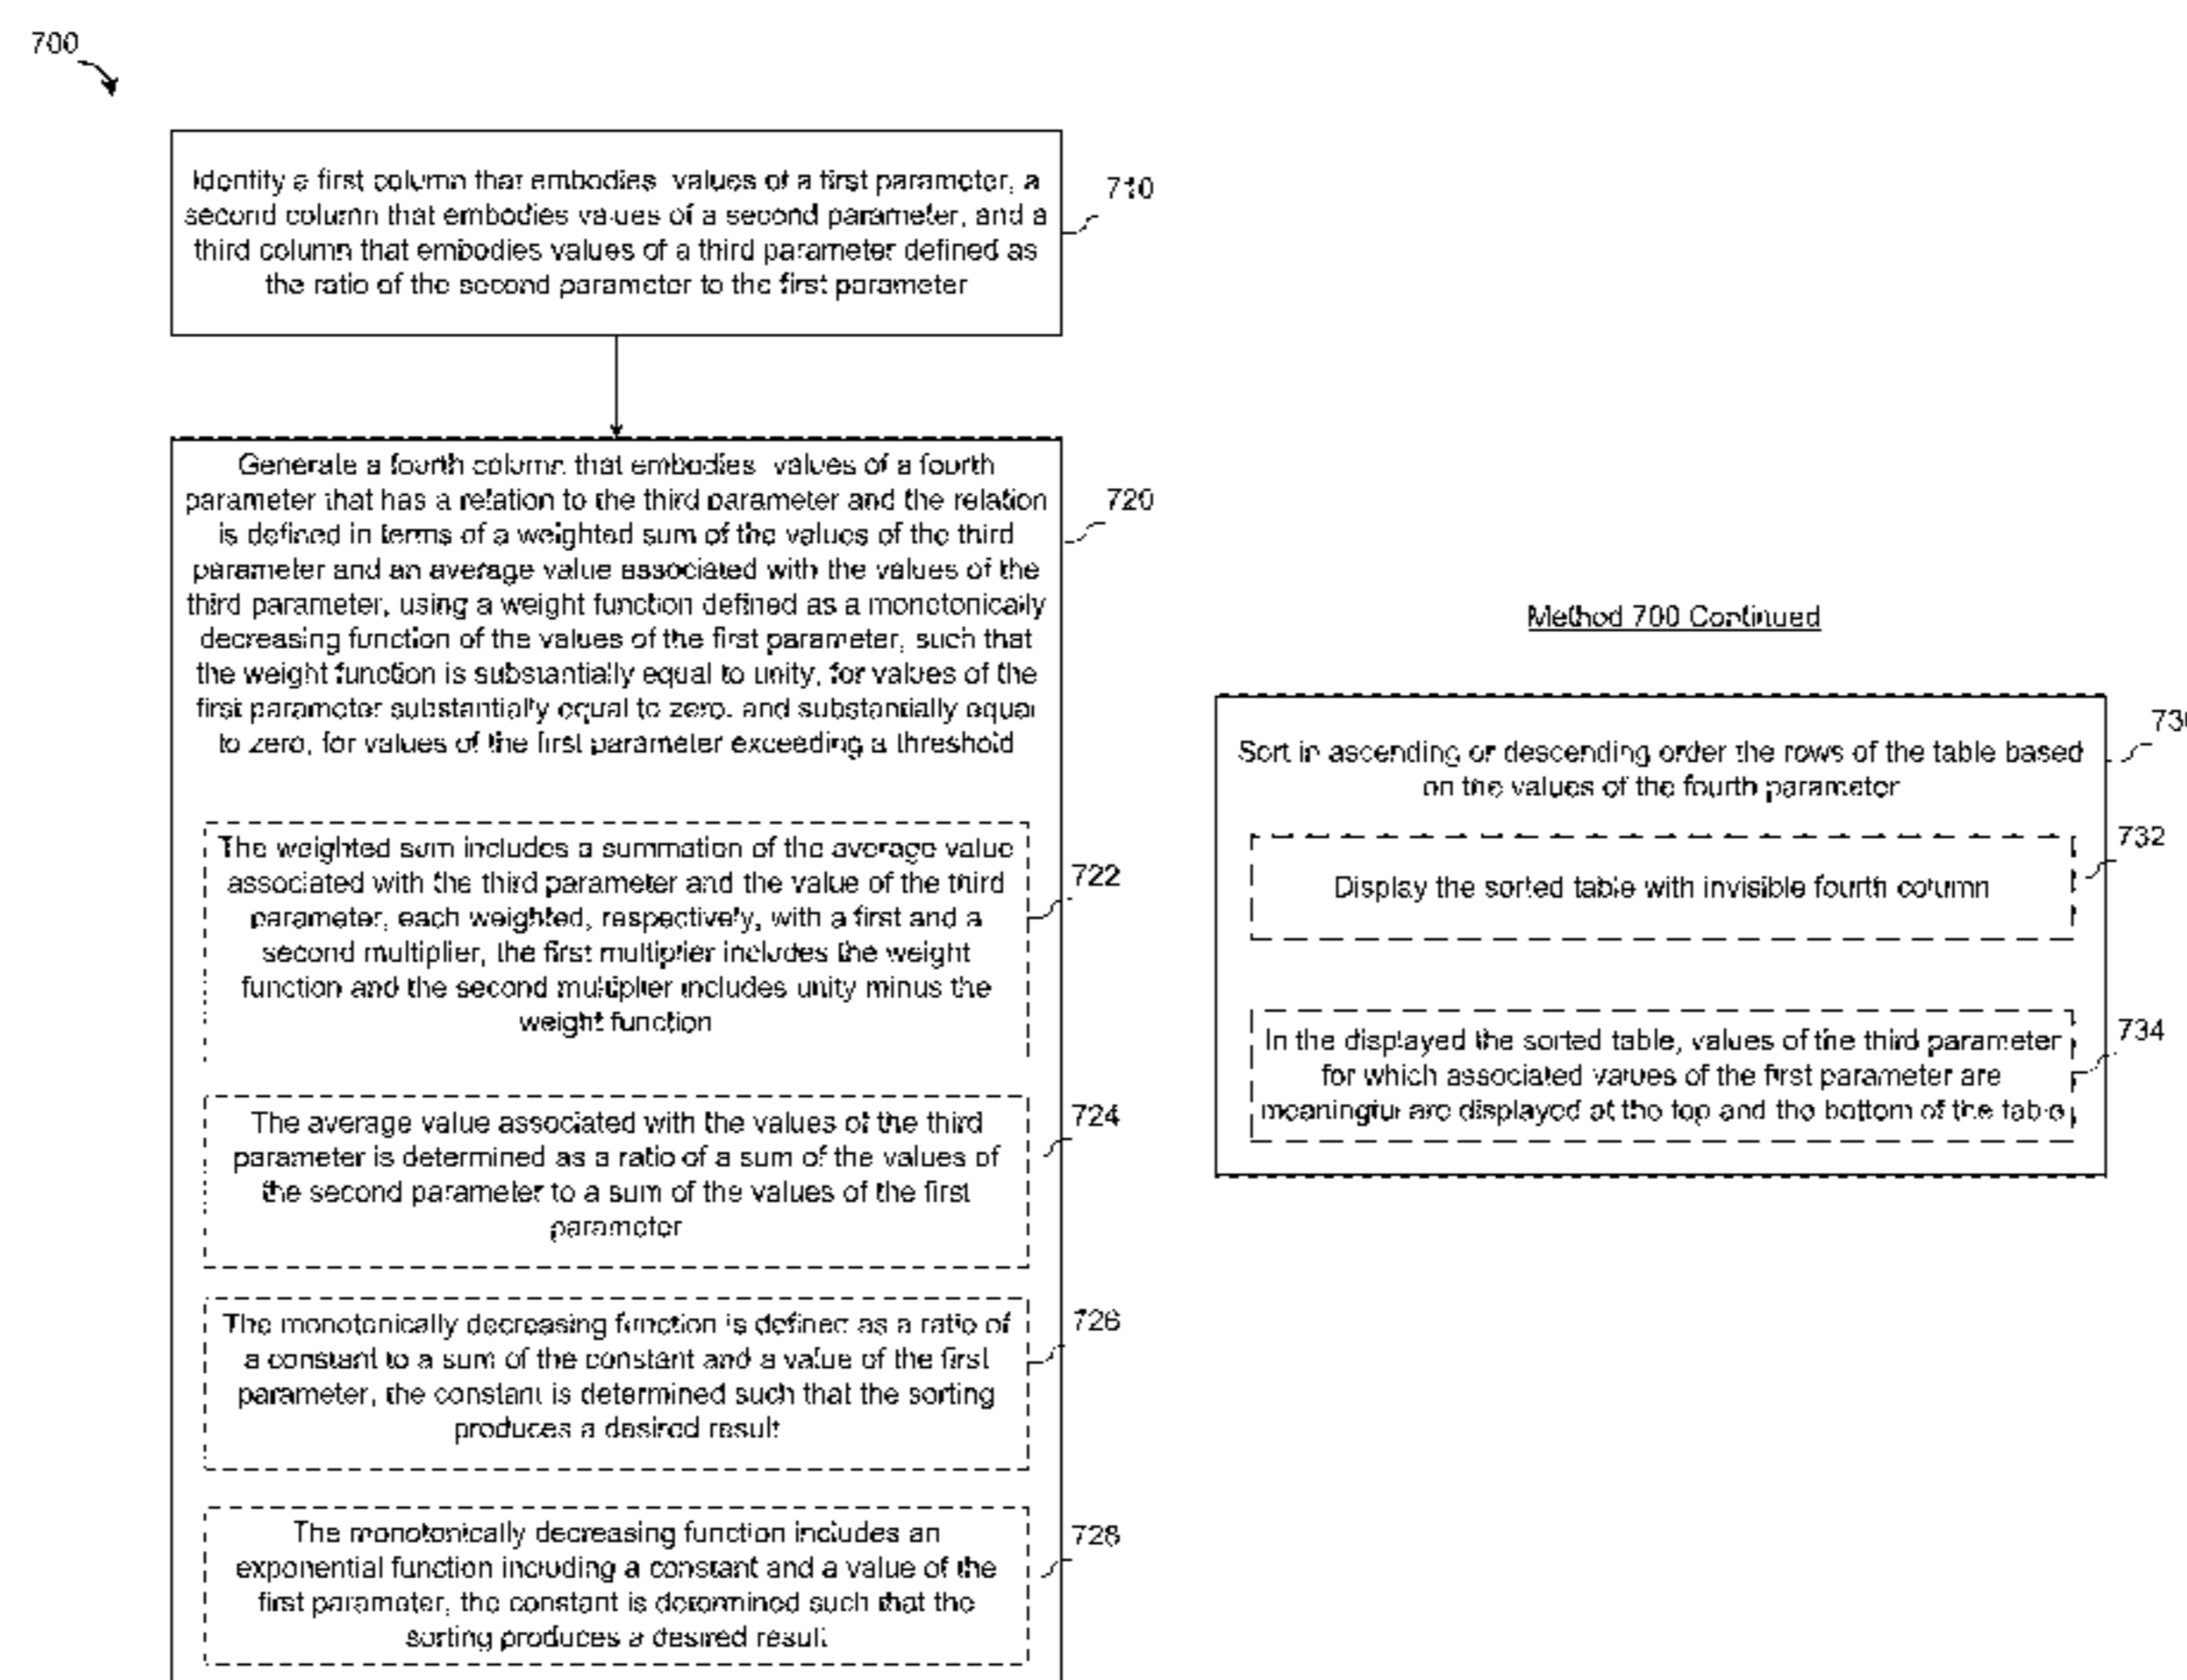 700
Identify a first column that embodies values of a first parameter, a
second column that embodies values of a second parameter, and a
third column that embodies values of a third parameter defined as
the ratio of the second parameter to the first parameter
710
Generate a fourth column that embodies values of a fourth
parameter that has a relation to the third parameter and the relation
is defined in terms of a weighted sum of the values of the third
parameter and an average value associated with the values of the
third parameter, using a weight function defined as a monotonically
decreasing function of the values of the first parameter, such that
the weight function is substantially equal to unity, for values of the
first parameter substantially equal to zero, and substantially equal
to zero, for values of the first parameter exceeding a threshold
720
The weighted sum includes a summation of the average value
associated with the third parameter and the value of the third
parameter, each weighted, respectively, with a first and a
second multiplier, the first multiplier includes the weight
function and the second multiplier includes unity minus the
weight function
722
The average value associated with the values of the third
parameter is determined as a ratio of a sum of the values of
the second parameter to a sum of the values of the first
parameter
724
The monotonically decreasing function is defined as a ratio of
a constant to a sum of the constant and a value of the first
parameter, the constant is determined such that the sorting
produces a desired result
726
The monotonically decreasing function includes an
exponential function including a constant and a value of the
first parameter, the constant is determined such that the
sorting produces a desired result
728
Method 700 Continued
Sort in ascending or descending order the rows of the table based
on the values of the fourth parameter
730
Display the sorted table with invisible fourth column
732
In the displayed the sorted table, values of the third parameter
for which associated values of the first parameter are
meaningful are displayed at the top and the bottom of the table
734